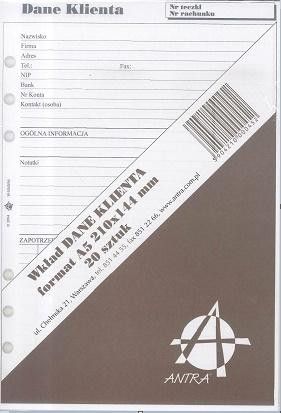 Dane Klienta
Nr teczki
Nr rachunku
Nazwisko
Firma
Adres
Tel.: Fax:
NIP
Bank
Nr Konta
Kontakt (osoba)
OGÓLNA INFORMACJA
Notatki
ZAPOTRZE
Wkład DANE KLIENTA
format A5 210x144 mm
20 sztuk
ul. Chełmska 21, Warszawa, tel. 851 44 55, fax 851 22 66, www.antra.com.pl
ANTRA